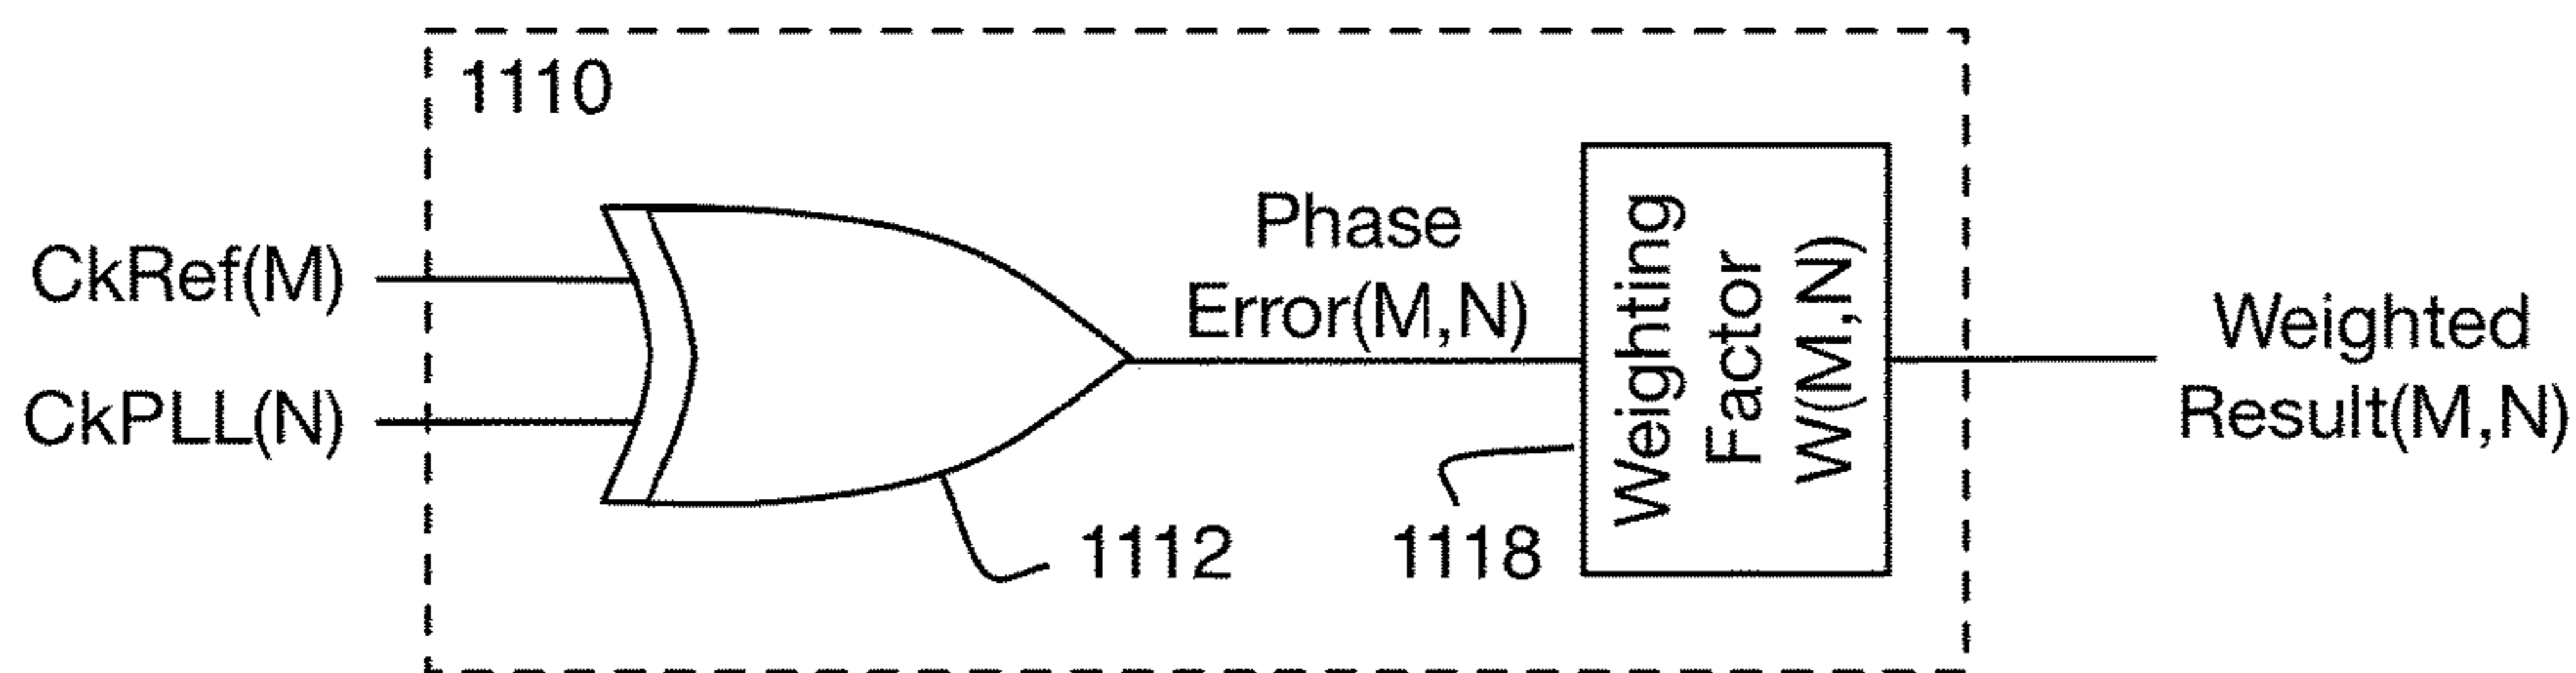 1110
CkRef(M)
CkPLL(N)
Phase
Error(M,N)
1112
1118
Weighting
Factor
W(M,N)
Weighted
Result(M,N)